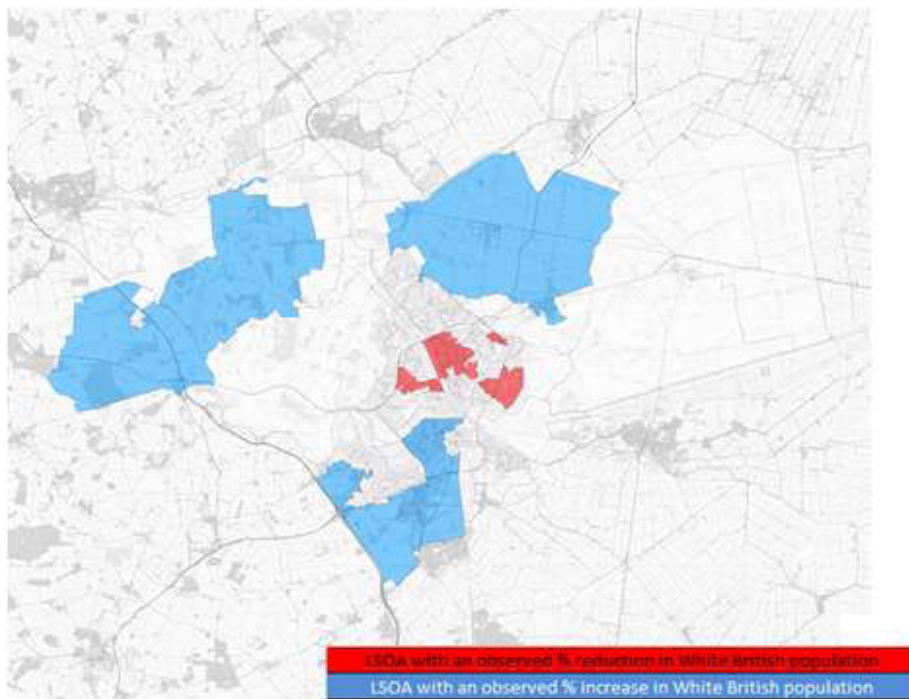 LSOA with an observed % reduction in White British population
LSOA with an observed % increase in White British population